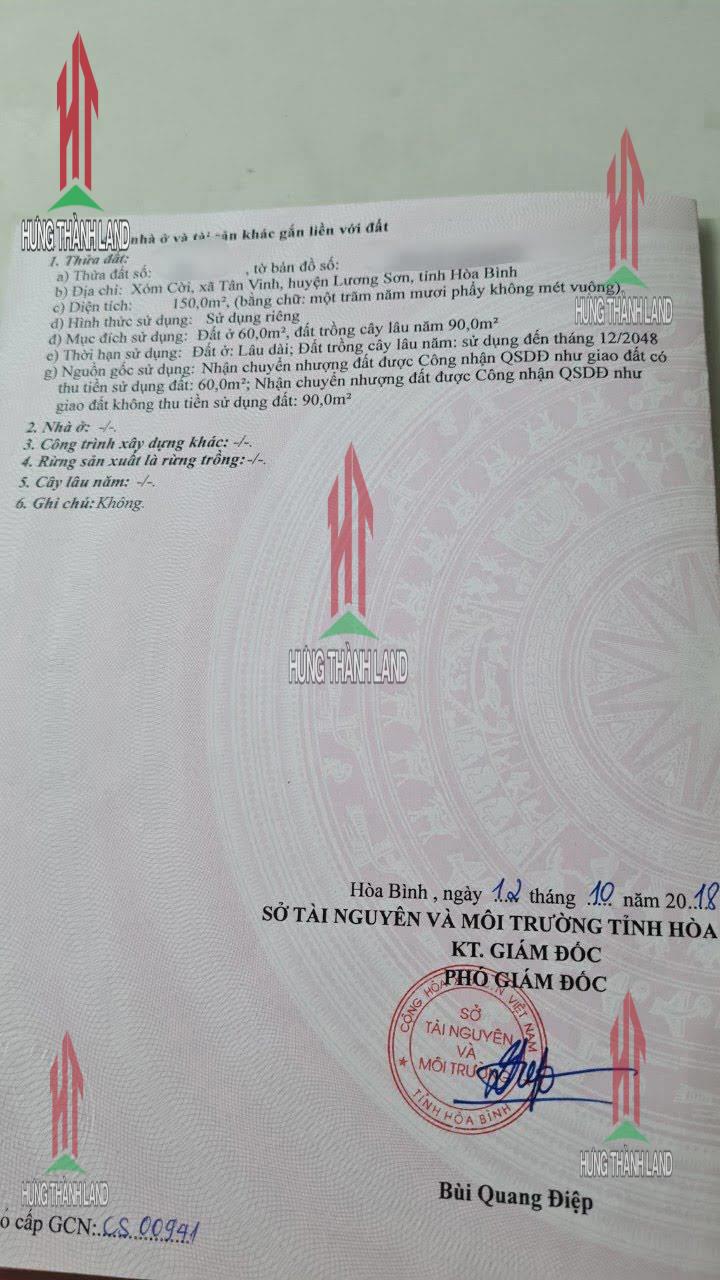 HƯNG THÀNH LAND
HƯNG THÀNH LAND
nhà ở và tài sản khác gắn liền với đất
1. Thửa đất:
a) Thửa đất số: , tờ bản đồ số:
b) Địa chỉ: Xóm Cời, xã Tân Vinh, huyện Lương Sơn, tỉnh Hòa Bình
c) Diện tích: 150,0m², (bằng chữ: một trăm năm mươi phẩy không mét vuông),
d) Hình thức sử dụng: Sử dụng riêng
đ) Mục đích sử dụng: Đất ở 60,0m², đất trồng cây lâu năm 90,0m²
e) Thời hạn sử dụng: Đất ở: Lâu dài; Đất trồng cây lâu năm: sử dụng đến tháng 12/2048
g) Nguồn gốc sử dụng: Nhận chuyển nhượng đất được Công nhận QSDĐ như giao đất có
thu tiền sử dụng đất: 60,0m²; Nhận chuyển nhượng đất được Công nhận QSDĐ như
giao đất không thu tiền sử dụng đất: 90,0m²
2. Nhà ở: -/-.
3. Công trình xây dựng khác: -/-.
4. Rừng sản xuất là rừng trồng: -/-.
5. Cây lâu năm: -/-.
6. Ghi chú: Không.
HƯNG THÀNH LAND
Hòa Bình , ngày 12 tháng 10 năm 2018
SỞ TÀI NGUYÊN VÀ MÔI TRƯỜNG TỈNH HÒA
KT. GIÁM ĐỐC
PHÓ GIÁM ĐỐC
CỘNG HÒA VIỆT NAM
SỞ
TÀI NGUYÊN
VÀ
MÔI TRƯỜNG
TỈNH HÒA BÌNH
HƯNG THÀNH LAND
HƯNG THÀNH LAND
Bùi Quang Điệp
ổ cấp GCN: CS 00941